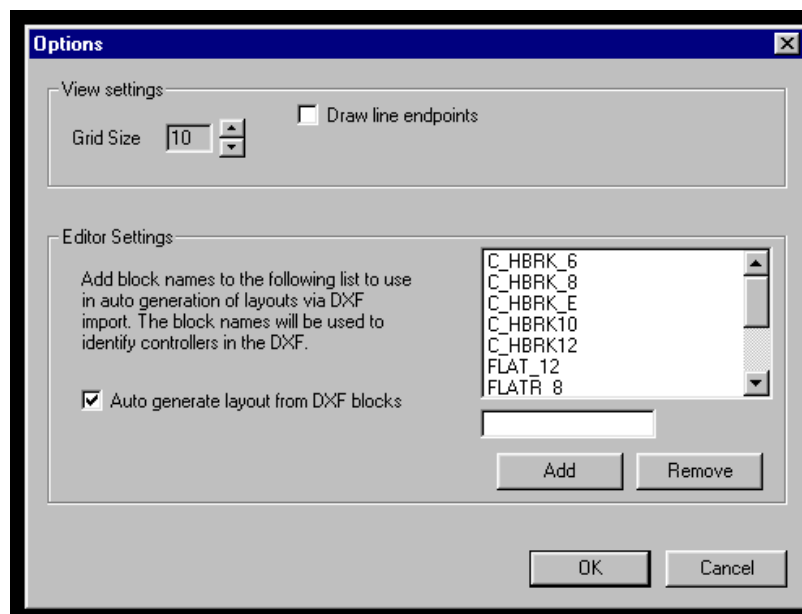 Options
View settings
Grid Size 10
Draw line endpoints
Editor Settings
Add block names to the following list to use
in auto generation of layouts via DXF
import. The block names will be used to
identify controllers in the DXF.
Auto generate layout from DXF blocks
C_HBRK_6
C_HBRK_8
C_HBRK_E
C_HBRK10
C_HBRK12
FLAT_12
FLATR_8
Add
Remove
OK
Cancel